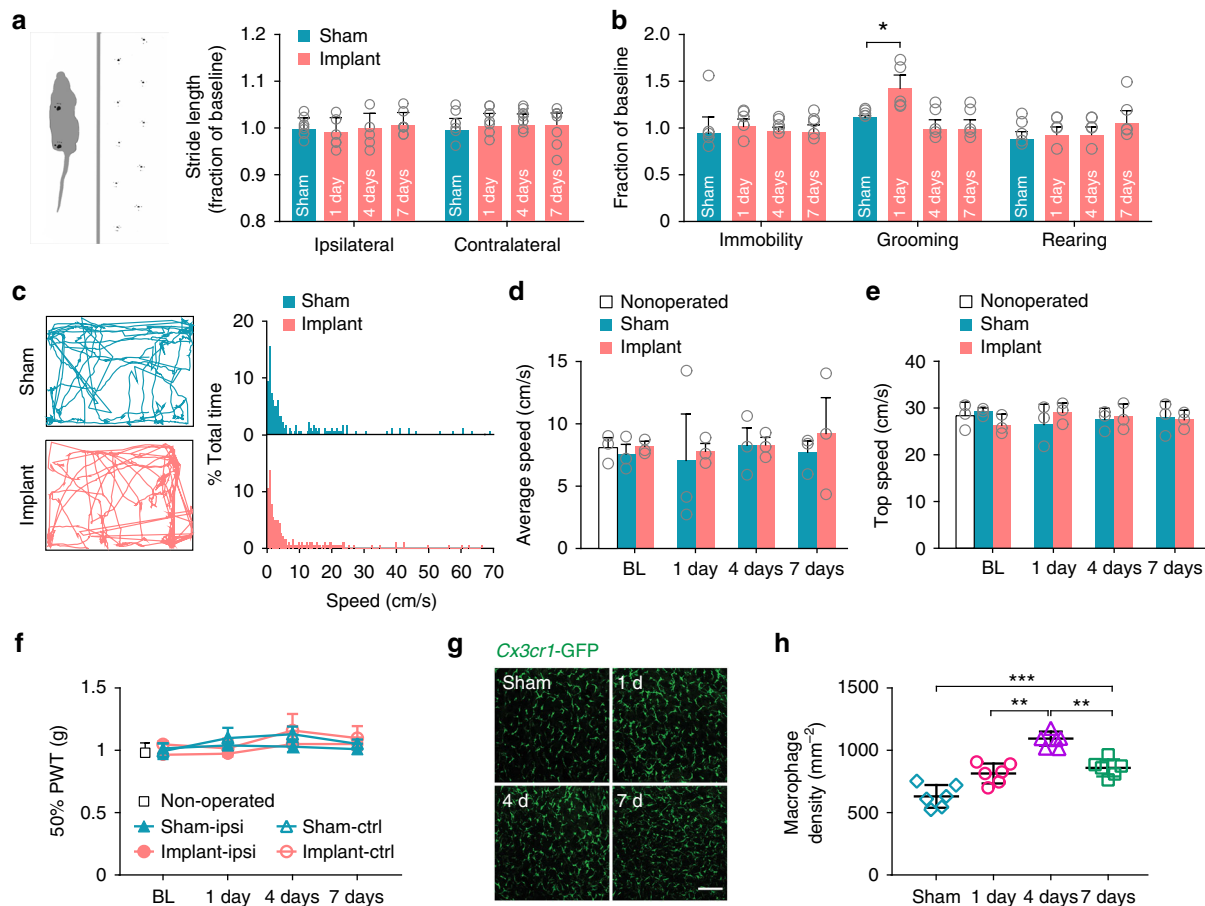 a
Stride length
(fraction of baseline)
1.2
1.1
1.0
0.9
0.8
Sham
Implant
Sham
1 day
4 days
7 days
Sham
1 day
4 days
7 days
Ipsilateral
Contralateral
b
Fraction of baseline
2.0
1.5
1.0
0.5
0
*
Sham
1 day
4 days
7 days
Sham
1 day
4 days
7 days
Sham
1 day
4 days
7 days
Immobility
Grooming
Rearing
c
Sham
Implant
Sham
Implant
% Total time
20
10
0
20
10
0
0 10 20 30 40 50 60 70
Speed (cm/s)
d
Nonoperated
Sham
Implant
Average speed (cm/s)
15
10
5
0
BL 1 day 4 days 7 days
e
Nonoperated
Sham
Implant
Top speed (cm/s)
40
30
20
10
0
BL 1 day 4 days 7 days
f
50% PWT (g)
1.5
1
0.5
0
Non-operated
Sham-ipsi
Sham-ctrl
Implant-ipsi
Implant-ctrl
BL 1 day 4 days 7 days
g
Cx3cr1-GFP
Sham
1 d
4 d
7 d
h
Macrophage
density (mm−2)
1500
1000
500
0
***
**
**
Sham 1 day 4 days 7 days